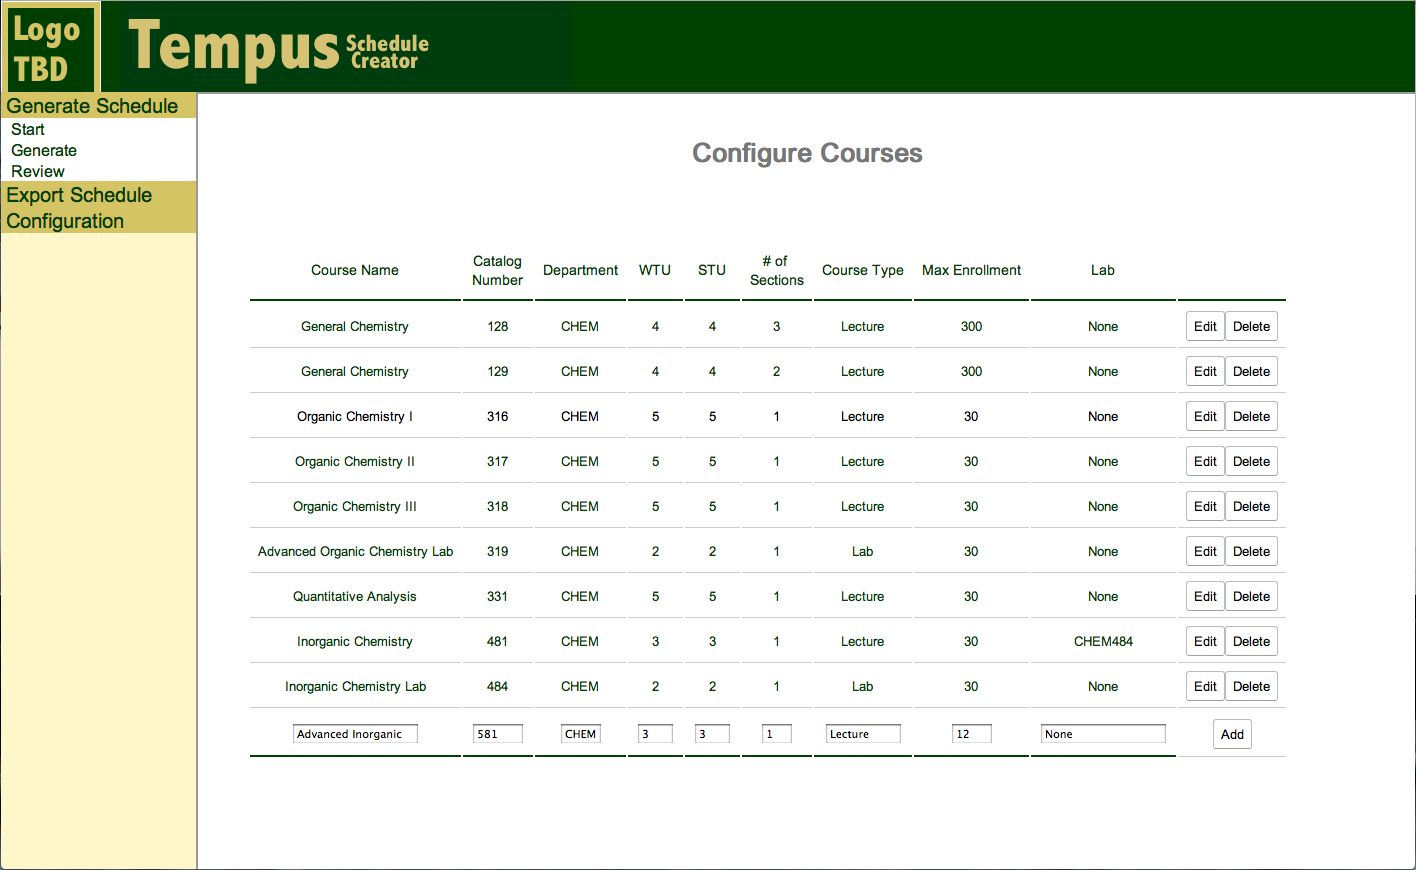 Logo
TBD
Tempus Schedule
Creator
Generate Schedule
Start
Generate
Review
Export Schedule
Configuration
Configure Courses
Course Name Catalog Number Department WTU STU # of Sections Course Type Max Enrollment Lab
General Chemistry 128 CHEM 4 4 3 Lecture 300 None Edit Delete
General Chemistry 129 CHEM 4 4 2 Lecture 300 None Edit Delete
Organic Chemistry I 316 CHEM 5 5 1 Lecture 30 None Edit Delete
Organic Chemistry II 317 CHEM 5 5 1 Lecture 30 None Edit Delete
Organic Chemistry III 318 CHEM 5 5 1 Lecture 30 None Edit Delete
Advanced Organic Chemistry Lab 319 CHEM 2 2 1 Lab 30 None Edit Delete
Quantitative Analysis 331 CHEM 5 5 1 Lecture 30 None Edit Delete
Inorganic Chemistry 481 CHEM 3 3 1 Lecture 30 CHEM484 Edit Delete
Inorganic Chemistry Lab 484 CHEM 2 2 1 Lab 30 None Edit Delete
Advanced Inorganic 581 CHEM 3 3 1 Lecture 12 None Add